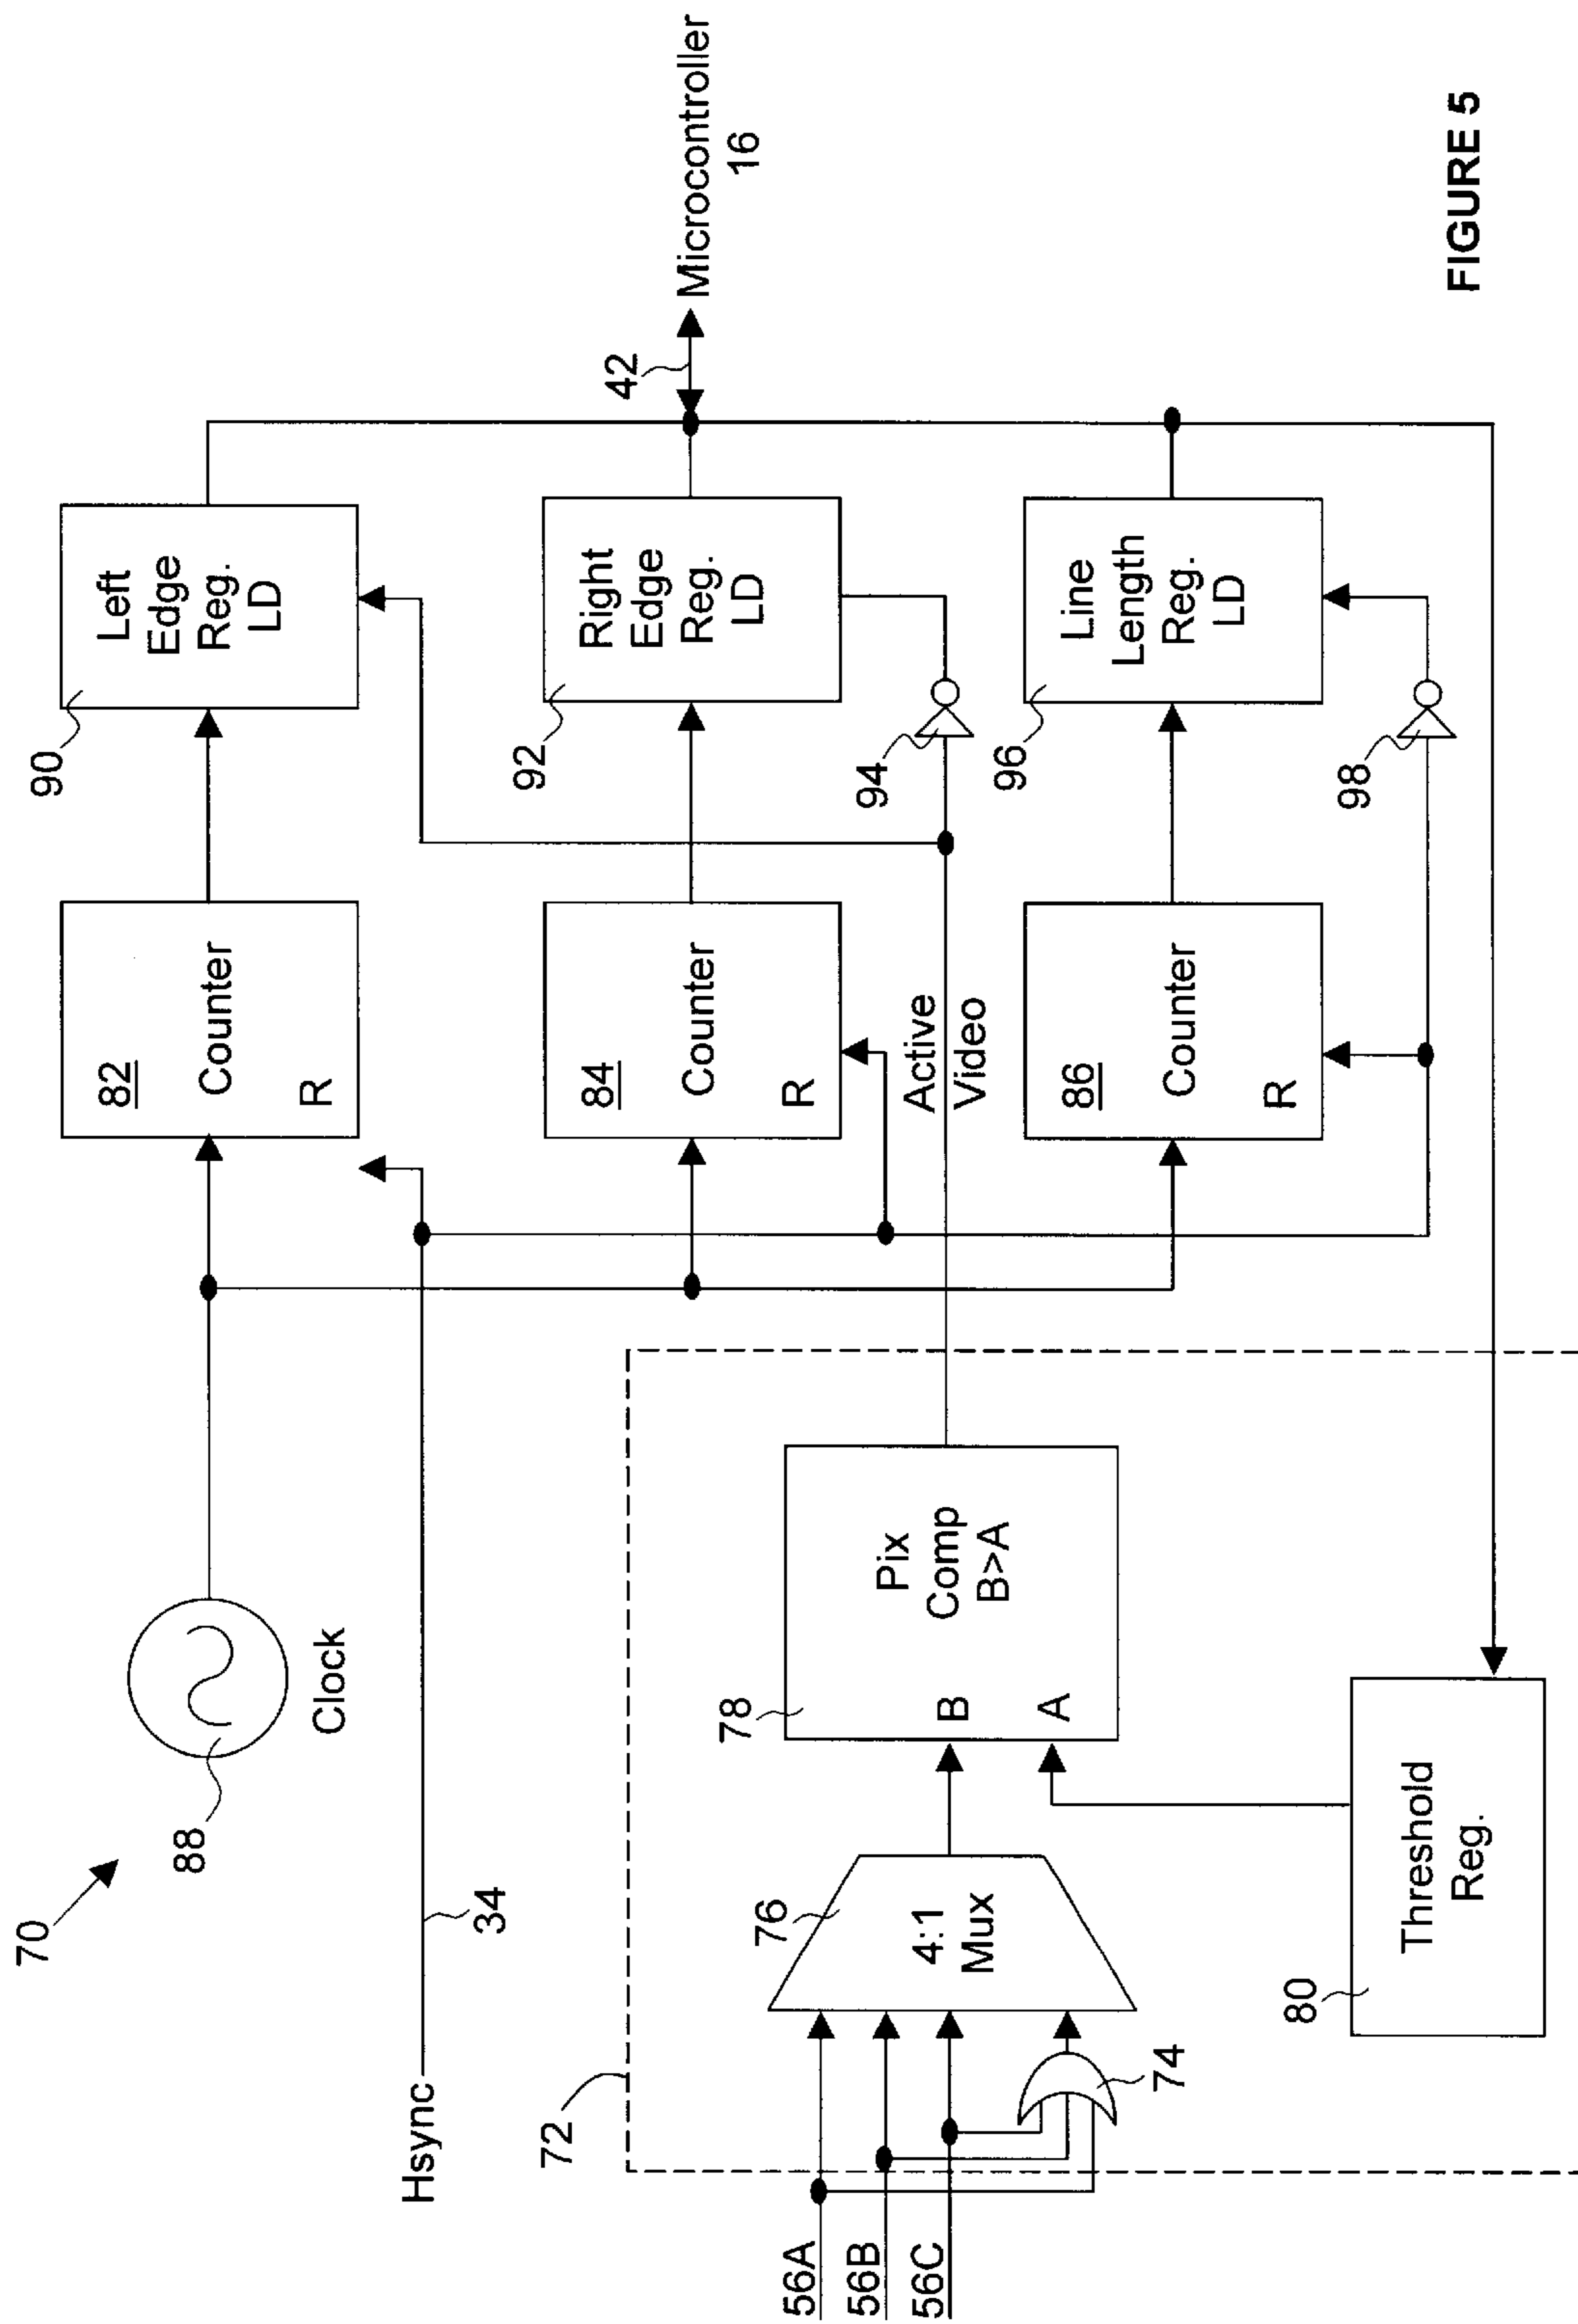 70
88
Clock
Hsync
34
82
Counter
R
90
Left
Edge
Reg.
LD
84
Counter
R
92
Right
Edge
Reg.
LD
42
Microcontroller
16
Active
Video
94
86
Counter
R
96
Line
Length
Reg.
LD
98
72
56A
56B
56C
74
76
4:1
Mux
78
B
A
Pix
Comp
B>A
80
Threshold
Reg.
FIGURE 5